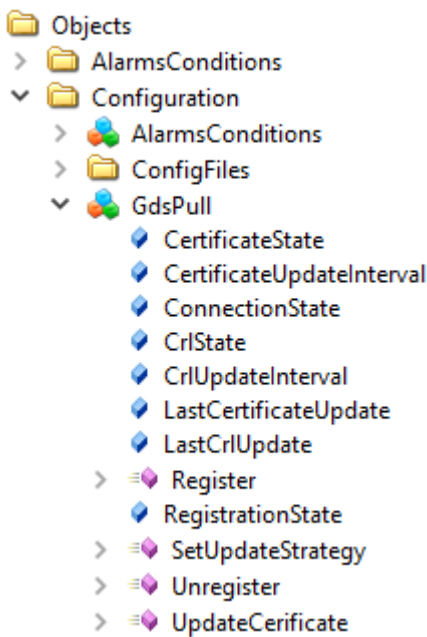 Objects
AlarmsConditions
Configuration
AlarmsConditions
ConfigFiles
GdsPull
CertificateState
CertificateUpdateInterval
ConnectionState
CrlState
CrlUpdateInterval
LastCertificateUpdate
LastCrlUpdate
Register
RegistrationState
SetUpdateStrategy
Unregister
UpdateCerificate